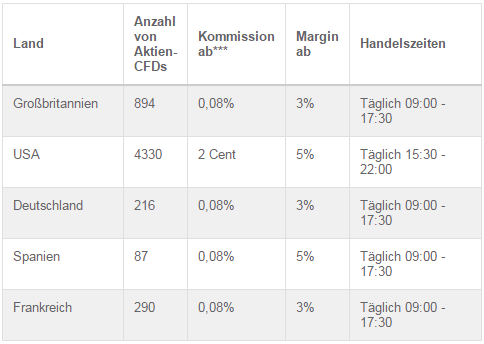 Land Anzahl von Aktien-CFDs Kommission ab*** Margin ab Handelszeiten
Großbritannien 894 0,08% 3% Täglich 09:00 - 17:30
USA 4330 2 Cent 5% Täglich 15:30 - 22:00
Deutschland 216 0,08% 3% Täglich 09:00 - 17:30
Spanien 87 0,08% 5% Täglich 09:00 - 17:30
Frankreich 290 0,08% 3% Täglich 09:00 - 17:30